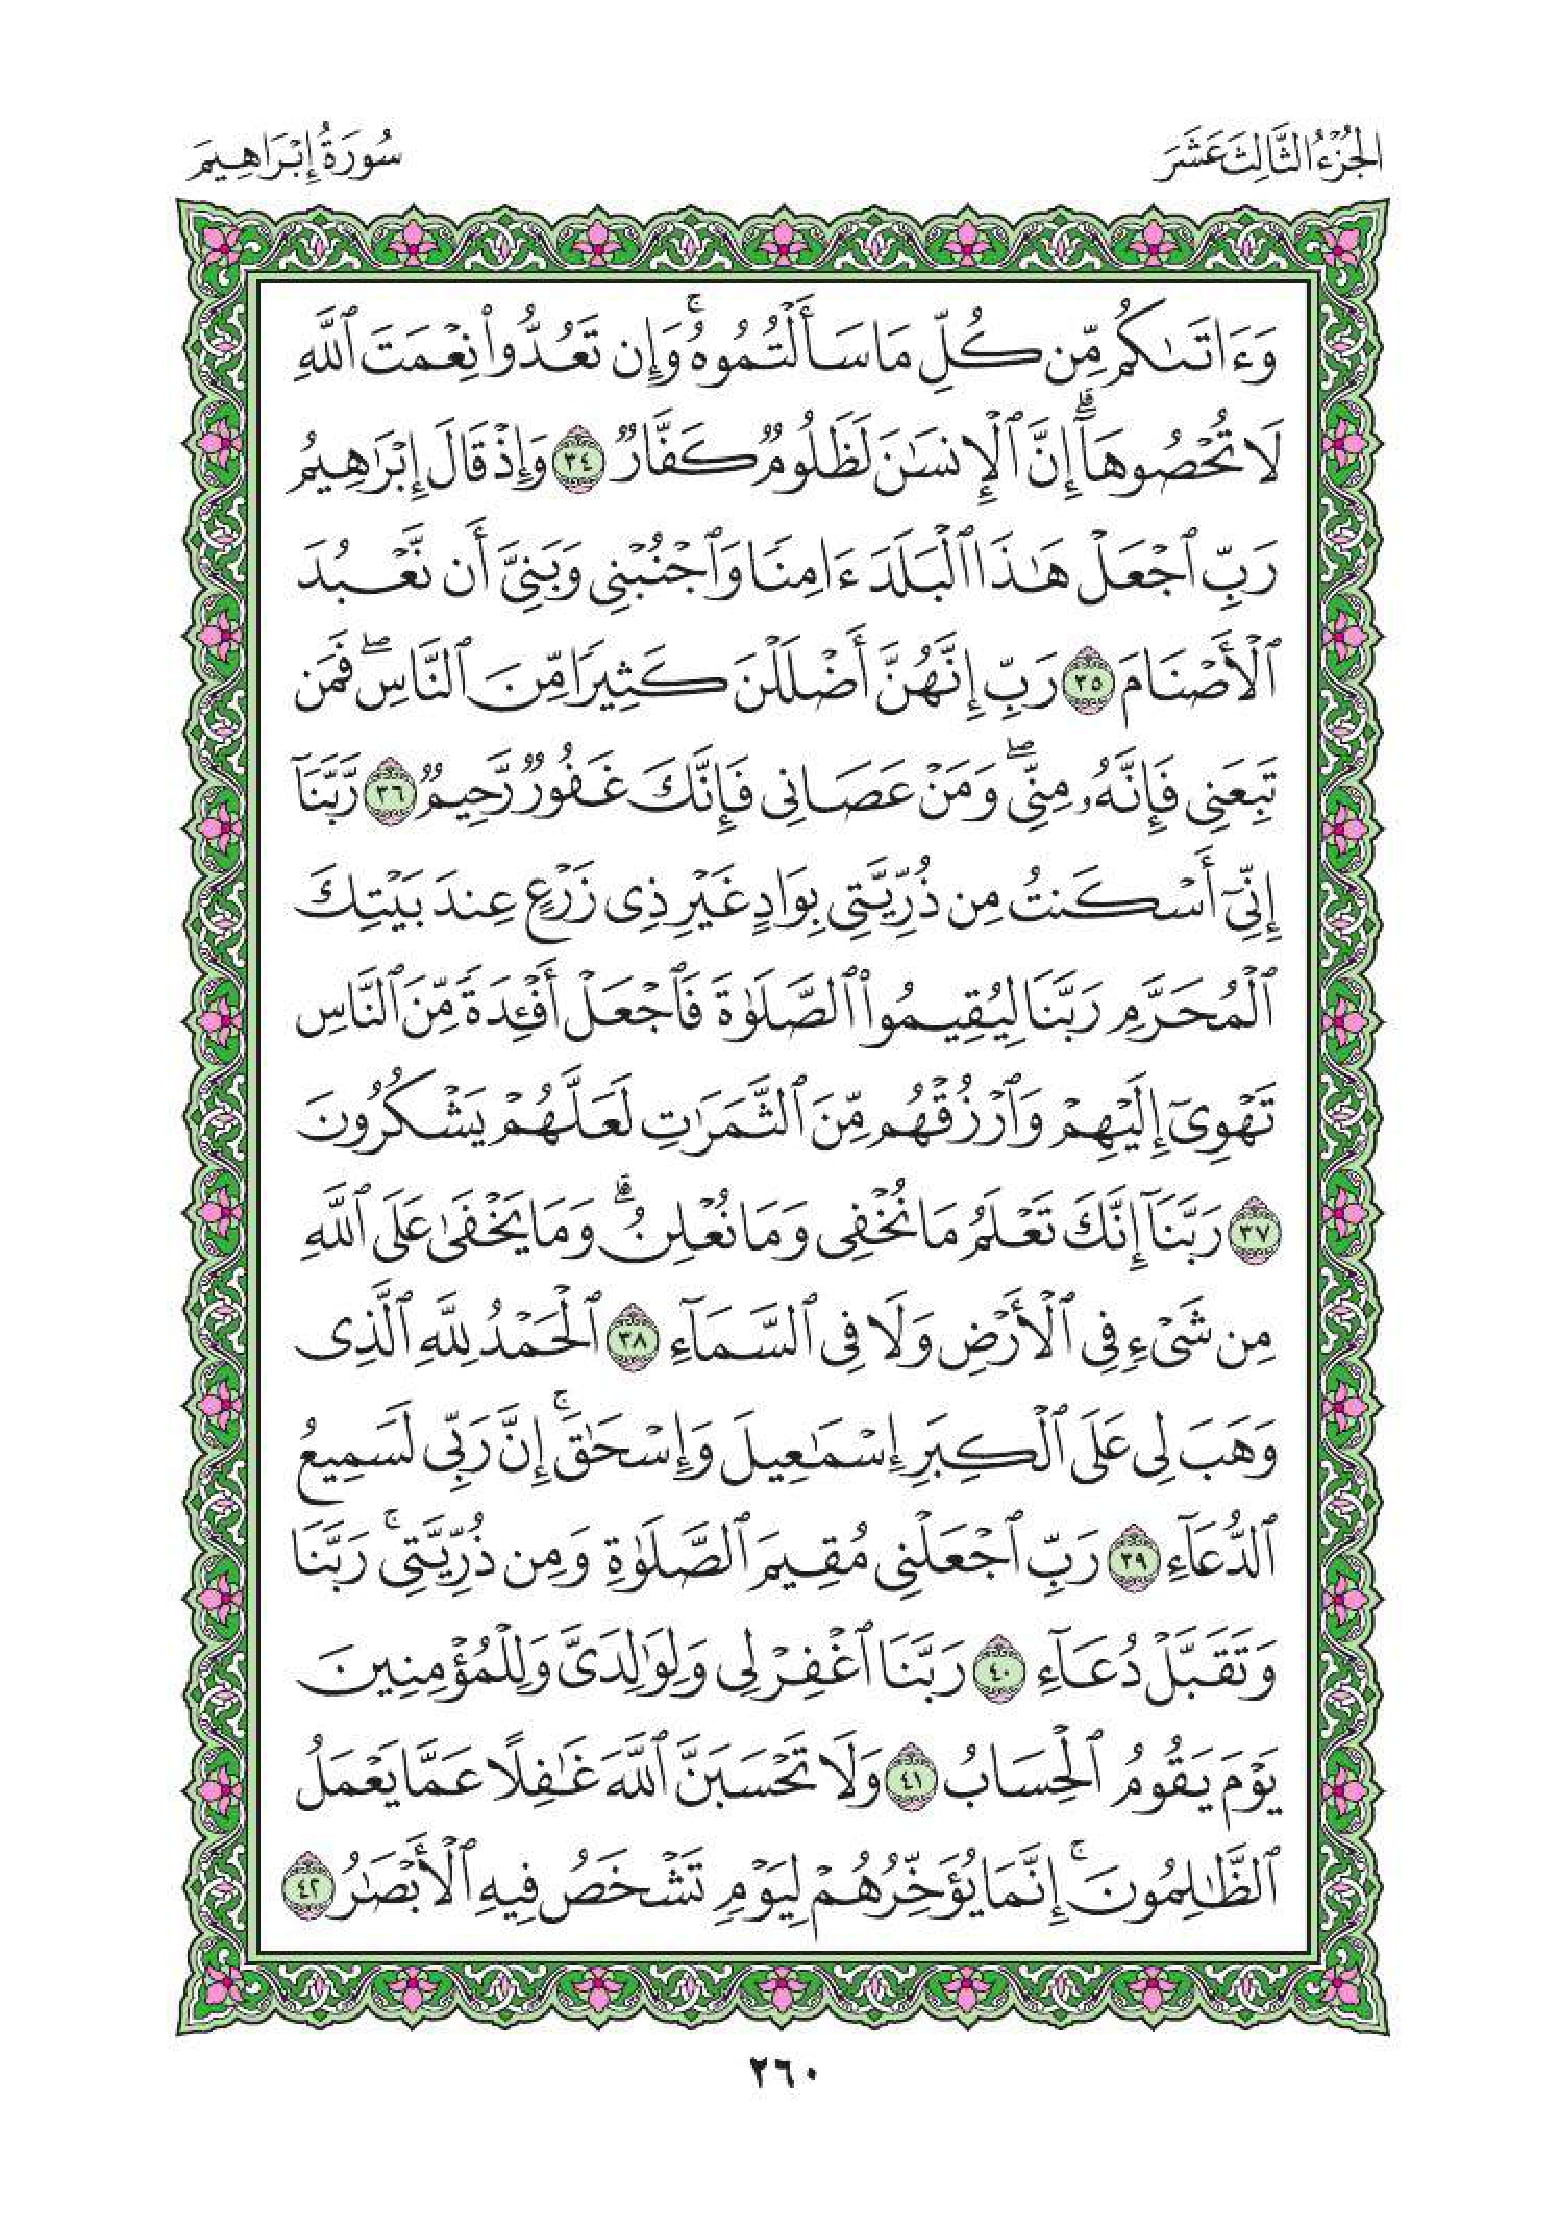 الجُزْءُ الثَّالِثَ عَشَرَ
سُورَةُ إِبْرَاهِيمَ
وَءَاتَىٰكُم مِّن كُلِّ مَا سَأَلْتُمُوهُۚ وَإِن تَعُدُّوا۟ نِعْمَتَ ٱللَّهِ
لَا تُحْصُوهَآۗ إِنَّ ٱلْإِنسَٰنَ لَظَلُومٌ كَفَّارٌ ٣٤ وَإِذْ قَالَ إِبْرَٰهِيمُ
رَبِّ ٱجْعَلْ هَٰذَا ٱلْبَلَدَ ءَامِنًا وَٱجْنُبْنِى وَبَنِىَّ أَن نَّعْبُدَ
ٱلْأَصْنَامَ ٣٥ رَبِّ إِنَّهُنَّ أَضْلَلْنَ كَثِيرًا مِّنَ ٱلنَّاسِۖ فَمَن
تَبِعَنِى فَإِنَّهُۥ مِنِّىۖ وَمَنْ عَصَانِى فَإِنَّكَ غَفُورٌ رَّحِيمٌ ٣٦ رَّبَّنَآ
إِنِّىٓ أَسْكَنتُ مِن ذُرِّيَّتِى بِوَادٍ غَيْرِ ذِى زَرْعٍ عِندَ بَيْتِكَ
ٱلْمُحَرَّمِ رَبَّنَا لِيُقِيمُوا۟ ٱلصَّلَوٰةَ فَٱجْعَلْ أَفْـِٔدَةً مِّنَ ٱلنَّاسِ
تَهْوِىٓ إِلَيْهِمْ وَٱرْزُقْهُم مِّنَ ٱلثَّمَرَٰتِ لَعَلَّهُمْ يَشْكُرُونَ
٣٧ رَبَّنَآ إِنَّكَ تَعْلَمُ مَا نُخْفِى وَمَا نُعْلِنُۗ وَمَا يَخْفَىٰ عَلَى ٱللَّهِ
مِن شَىْءٍ فِى ٱلْأَرْضِ وَلَا فِى ٱلسَّمَآءِ ٣٨ ٱلْحَمْدُ لِلَّهِ ٱلَّذِى
وَهَبَ لِى عَلَى ٱلْكِبَرِ إِسْمَٰعِيلَ وَإِسْحَٰقَۚ إِنَّ رَبِّى لَسَمِيعُ
ٱلدُّعَآءِ ٣٩ رَبِّ ٱجْعَلْنِى مُقِيمَ ٱلصَّلَوٰةِ وَمِن ذُرِّيَّتِىۚ رَبَّنَا
وَتَقَبَّلْ دُعَآءِ ٤٠ رَبَّنَا ٱغْفِرْ لِى وَلِوَٰلِدَىَّ وَلِلْمُؤْمِنِينَ
يَوْمَ يَقُومُ ٱلْحِسَابُ ٤١ وَلَا تَحْسَبَنَّ ٱللَّهَ غَٰفِلًا عَمَّا يَعْمَلُ
ٱلظَّٰلِمُونَۚ إِنَّمَا يُؤَخِّرُهُمْ لِيَوْمٍ تَشْخَصُ فِيهِ ٱلْأَبْصَٰرُ ٤٢
٢٦٠